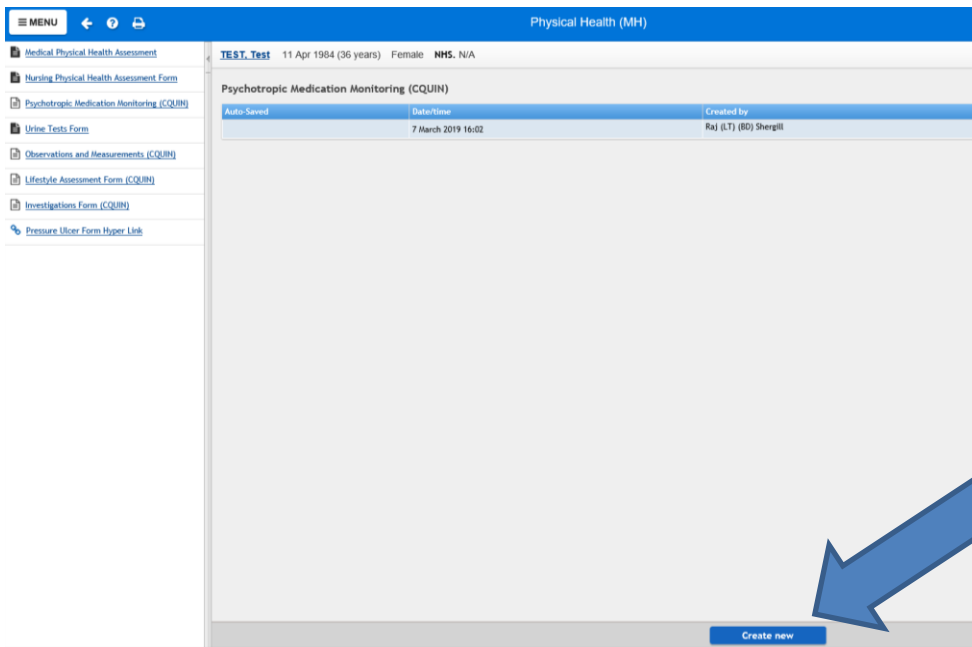 MENU
Physical Health (MH)
Medical Physical Health Assessment
Nursing Physical Health Assessment Form
Psychotropic Medication Monitoring (CQUIN)
Urine Tests Form
Observations and Measurements (CQUIN)
Lifestyle Assessment Form (CQUIN)
Investigations Form (CQUIN)
Pressure Ulcer Form Hyper Link
TEST, Test 11 Apr 1984 (36 years) Female NHS. N/A
Psychotropic Medication Monitoring (CQUIN)
Auto-Saved Date/time Created by
7 March 2019 16:02 Raj (LT) (BD) Shergill
Create new